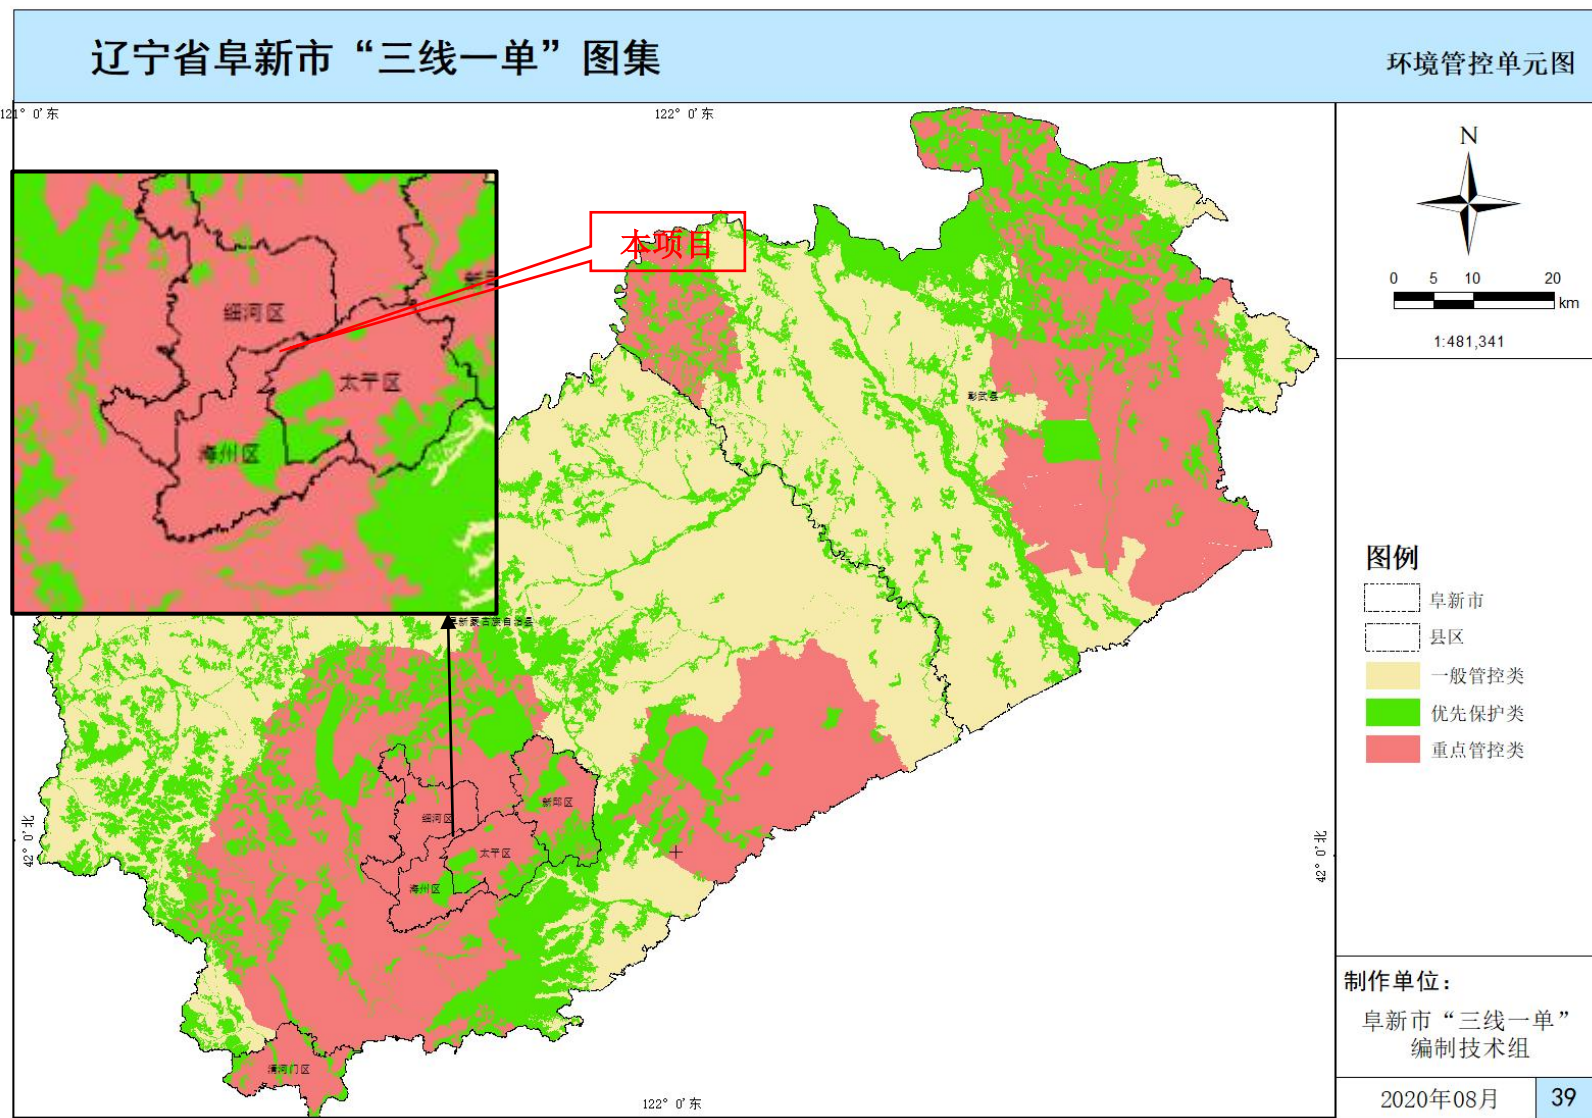 辽宁省阜新市“三线一单”图集
环境管控单元图
121° 0′东
122° 0′东
N
0 5 10 20
km
1:481,341
本项目
细河区
太平区
海州区
彰武县
阜新蒙古族自治县
细河区
新邱区
太平区
海州区
清河门区
42° 0′北
42° 0′北
122° 0′东
图例
阜新市
县区
一般管控类
优先保护类
重点管控类
制作单位：
阜新市“三线一单”
编制技术组
2020年08月
39